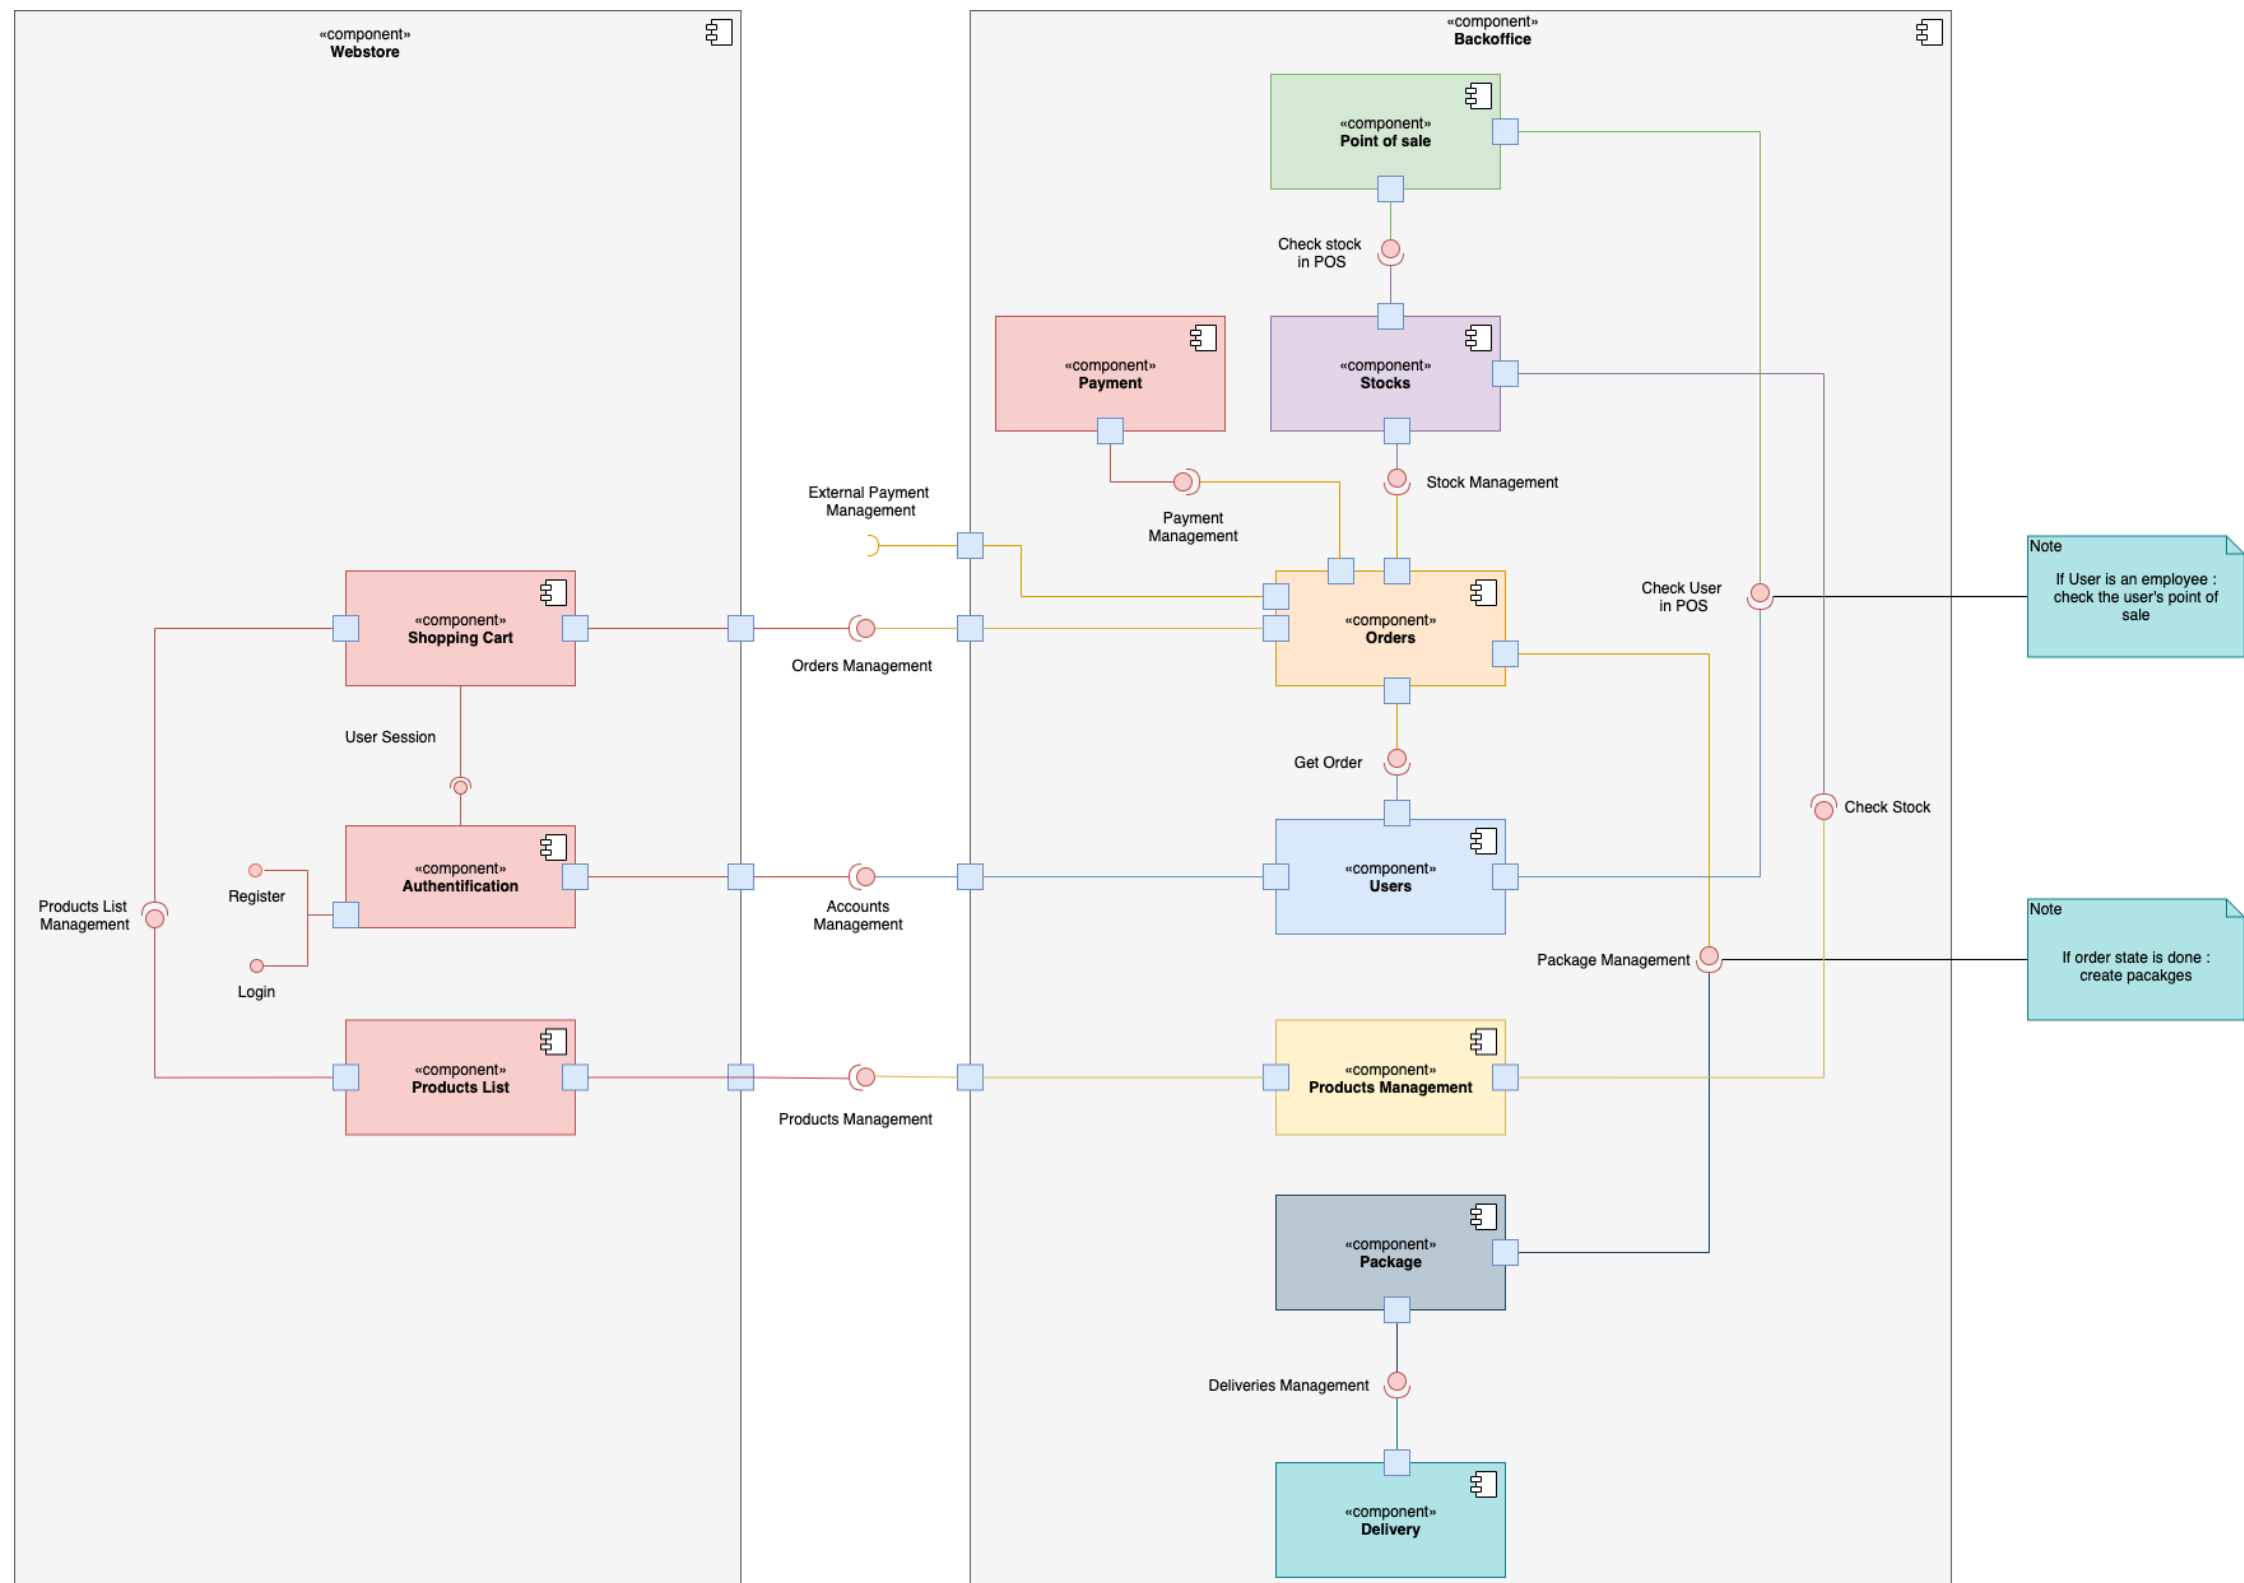 «component»
Webstore
«component»
Backoffice
«component»
Point of sale
Check stock
in POS
«component»
Payment
«component»
Stocks
Stock Management
External Payment
Management
Payment
Management
«component»
Shopping Cart
Orders Management
«component»
Orders
Check User
in POS
Note
If User is an employee :
check the user's point of
sale
User Session
Get Order
Check Stock
«component»
Authentification
Register
Login
Products List
Management
Accounts
Management
«component»
Users
Package Management
Note
If order state is done :
create pacakges
«component»
Products List
Products Management
«component»
Products Management
«component»
Package
Deliveries Management
«component»
Delivery